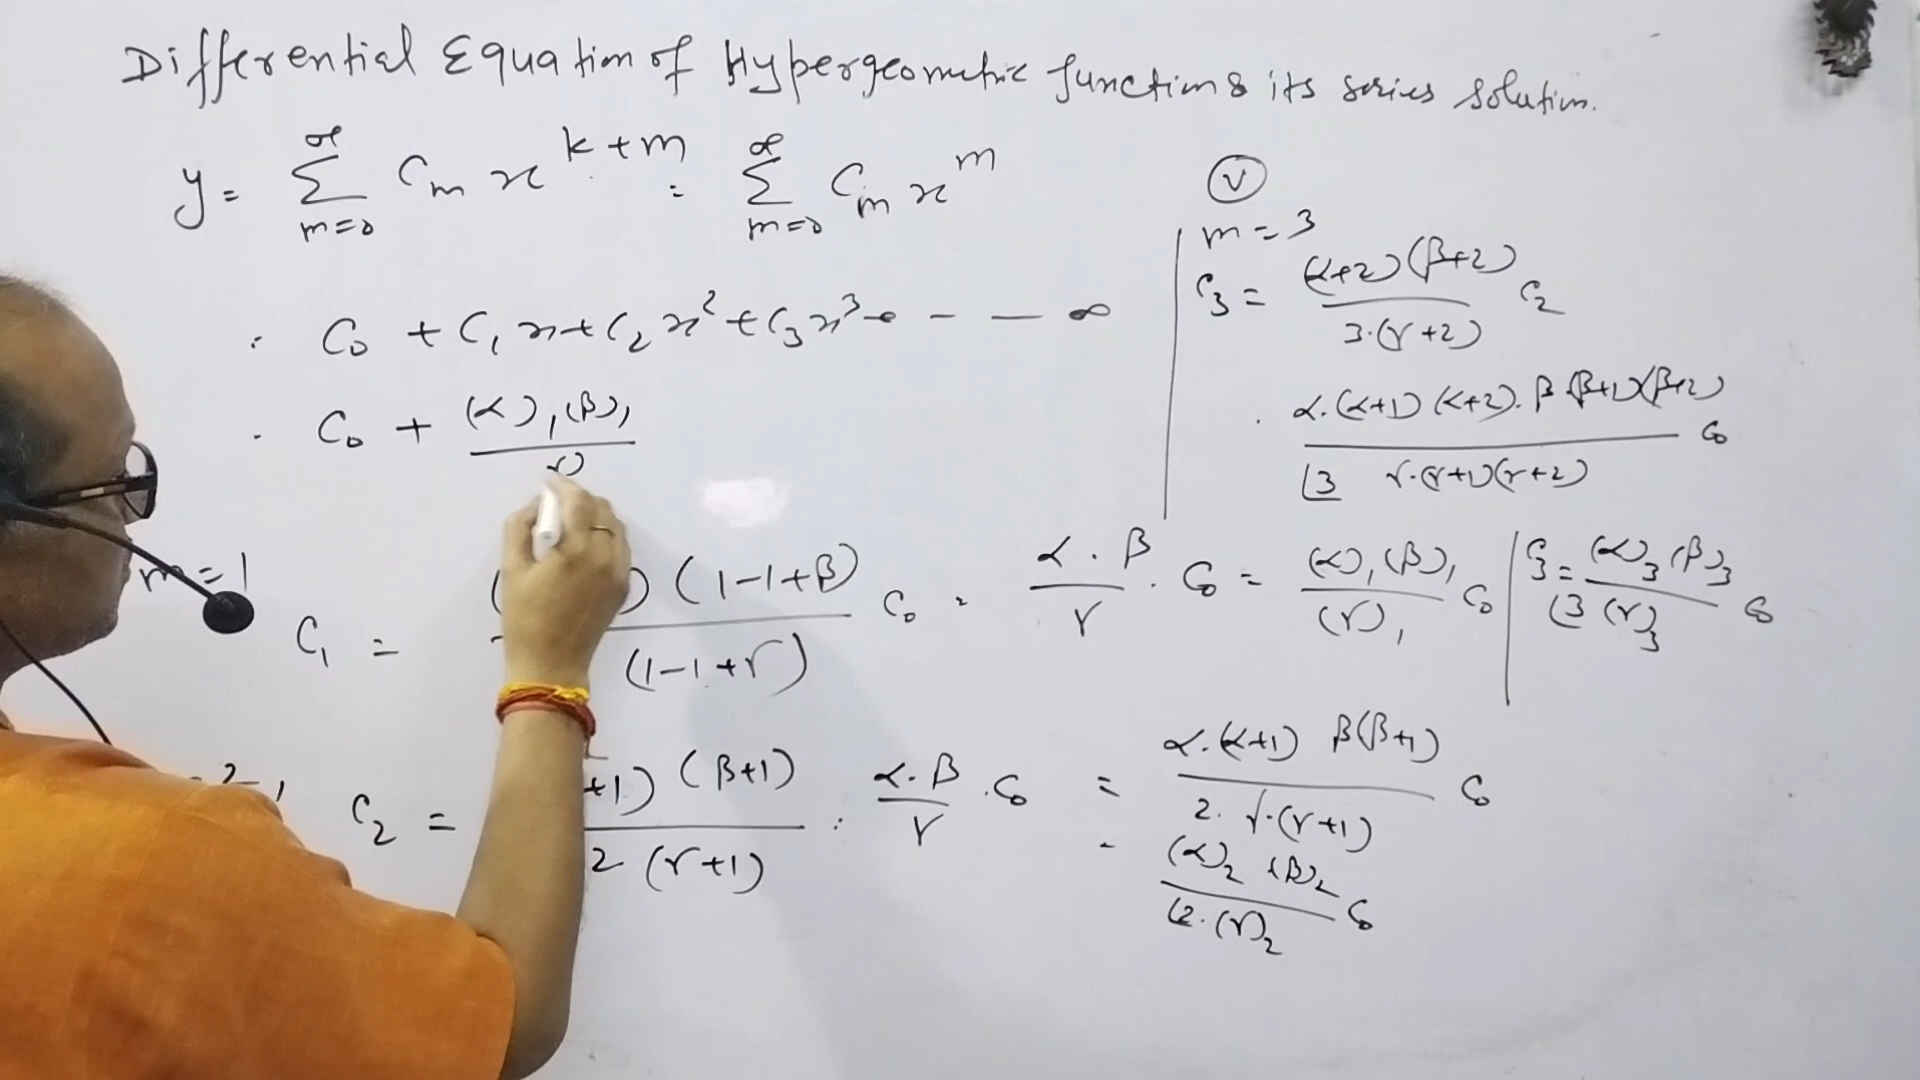 Differential Equation of Hypergeometric function & its series solution.
y = ∑_{m=0}^{∞} C_m x^{k+m} = ∑_{m=0}^{∞} C_m x^m
= C_0 + C_1 x + C_2 x^2 + C_3 x^3 - - - ∞
= C_0 + (α)_1 (β)_1 /
m = 1
C_1 = ( ) (1-1+β) / (1-1+γ) C_0 = α . β / γ . C_0 = (α)_1 (β)_1 / (γ)_1 C_0
C_2 = +1) (β+1) / 2 (γ+1) . α . β / γ . C_0 = α . (α+1) β(β+1) / 2 . γ . (γ+1) C_0
= (α)_2 (β)_2 / ⌊2 . (γ)_2 C_0
V
m = 3
C_3 = (α+2) (β+2) / 3 . (γ+2) C_2
= α . (α+1) (α+2) . β (β+1) (β+2) / ⌊3 γ . (γ+1) (γ+2) C_0
C_3 = (α)_3 (β)_3 / ⌊3 (γ)_3 C_0